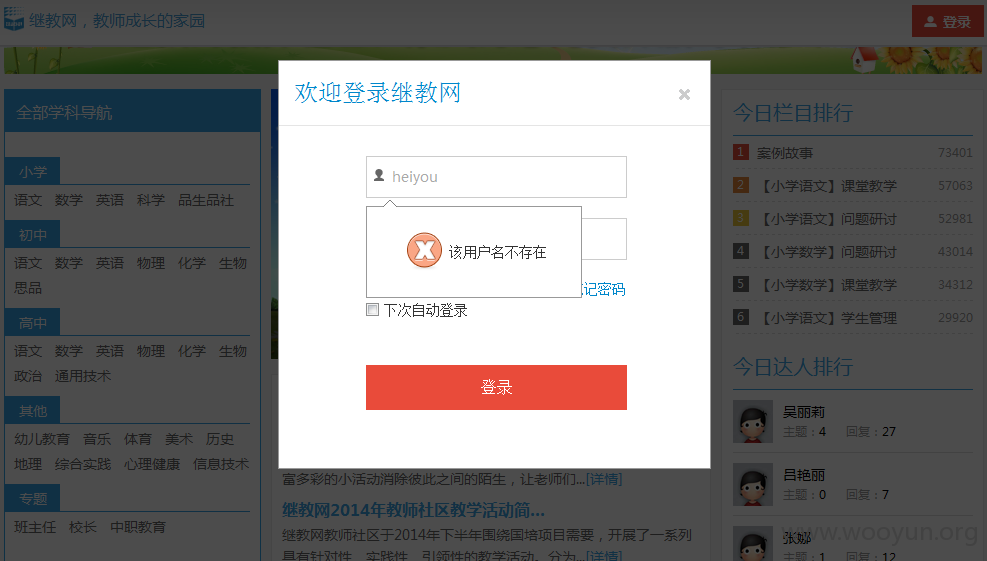 继教网，教师成长的家园
登录
全部学科导航
小学
语文 数学 英语 科学 品生品社
初中
语文 数学 英语 物理 化学 生物
思品
高中
语文 数学 英语 物理 化学 生物
政治 通用技术
其他
幼儿教育 音乐 体育 美术 历史
地理 综合实践 心理健康 信息技术
专题
班主任 校长 中职教育
欢迎登录继教网
×
heiyou
该用户名不存在
记密码
下次自动登录
登录
富多彩的小活动消除彼此之间的陌生，让老师们...[详情]
继教网2014年教师社区教学活动简...
继教网教师社区于2014年下半年围绕国培项目需要，开展了一系列
具有针对性、实践性、引领性的教学活动。分为...[详情]
今日栏目排行
1 案例故事 73401
2 【小学语文】课堂教学 57063
3 【小学语文】问题研讨 52981
4 【小学数学】问题研讨 43014
5 【小学数学】课堂教学 34312
6 【小学语文】学生管理 29920
今日达人排行
吴丽莉
主题：4 回复：27
吕艳丽
主题：0 回复：7
张娜
主题：1 回复：12
www.wooyun.org